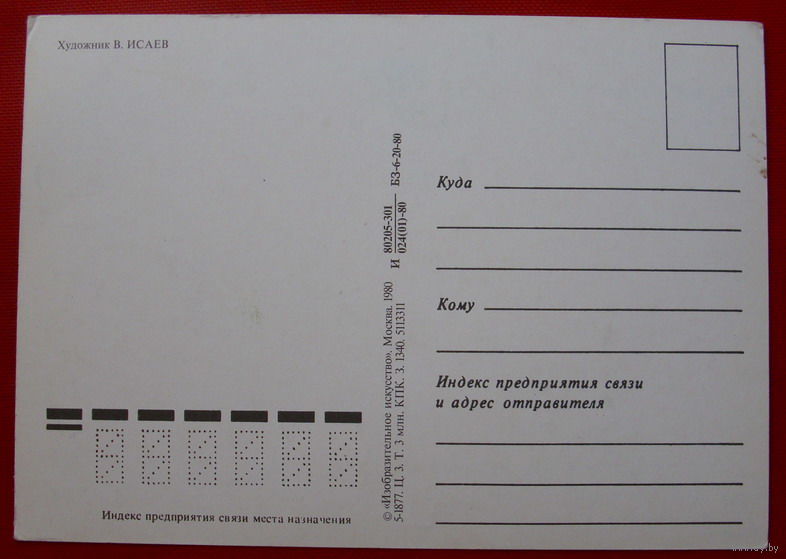 Художник В. ИСАЕВ
© «Изобразительное искусство». Москва. 1980
5-1877. Ц. 3. Т. 3 млн. КПК. З. 1340. 5113311
И 80205-301 БЗ-6-20-80
024(01)-80
Куда
Кому
Индекс предприятия связи
и адрес отправителя
Индекс предприятия связи места назначения